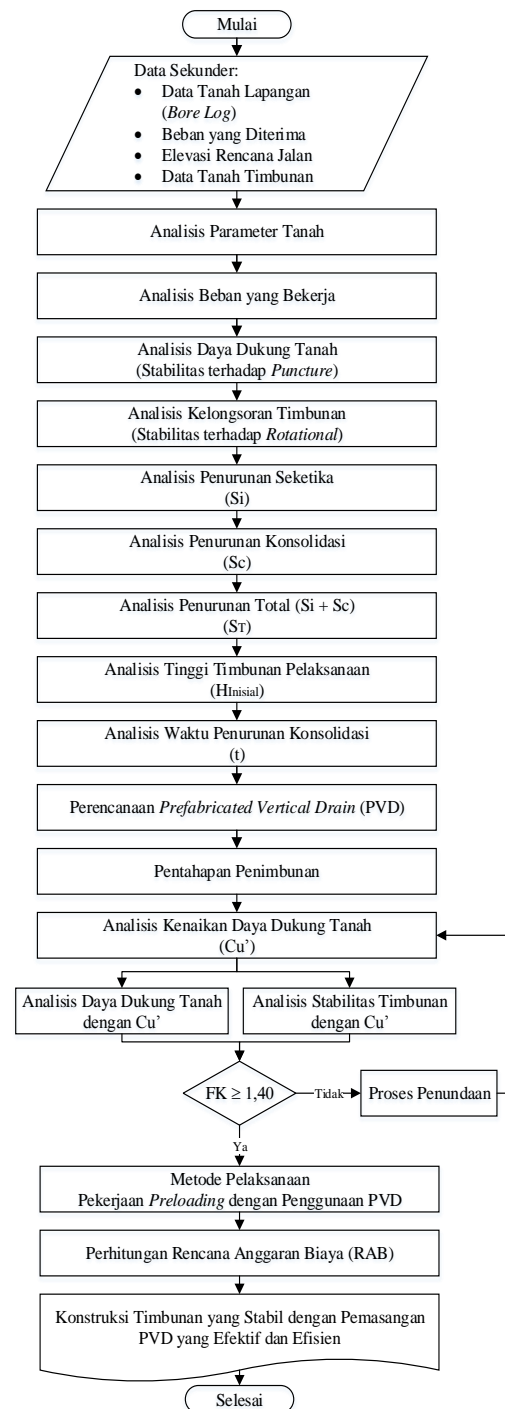 Mulai
Data Sekunder:
• Data Tanah Lapangan
(Bore Log)
• Beban yang Diterima
• Elevasi Rencana Jalan
• Data Tanah Timbunan
Analisis Parameter Tanah
Analisis Beban yang Bekerja
Analisis Daya Dukung Tanah
(Stabilitas terhadap Puncture)
Analisis Kelongsoran Timbunan
(Stabilitas terhadap Rotational)
Analisis Penurunan Seketika
(Si)
Analisis Penurunan Konsolidasi
(Sc)
Analisis Penurunan Total (Si + Sc)
(ST)
Analisis Tinggi Timbunan Pelaksanaan
(HInisial)
Analisis Waktu Penurunan Konsolidasi
(t)
Perencanaan Prefabricated Vertical Drain (PVD)
Pentahapan Penimbunan
Analisis Kenaikan Daya Dukung Tanah
(Cu’)
Analisis Daya Dukung Tanah
dengan Cu’
Analisis Stabilitas Timbunan
dengan Cu’
FK ≥ 1,40
Tidak
Proses Penundaan
Ya
Metode Pelaksanaan
Pekerjaan Preloading dengan Penggunaan PVD
Perhitungan Rencana Anggaran Biaya (RAB)
Konstruksi Timbunan yang Stabil dengan Pemasangan
PVD yang Efektif dan Efisien
Selesai